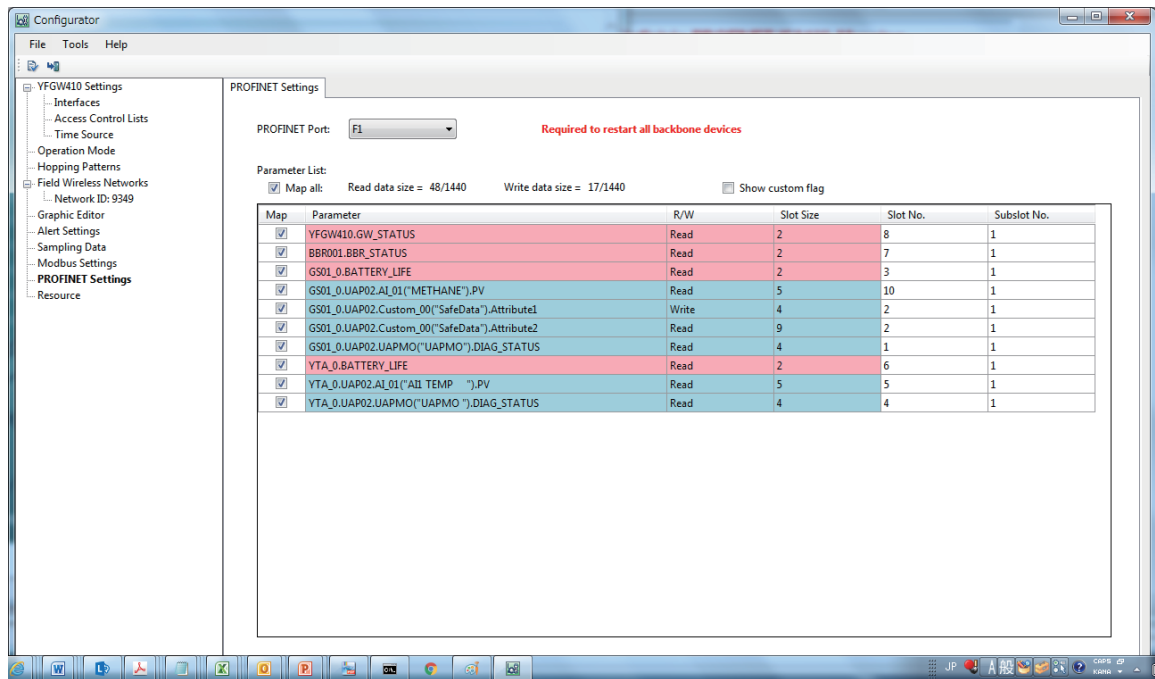 Configurator
File Tools Help
YFGW410 Settings
Interfaces
Access Control Lists
Time Source
Operation Mode
Hopping Patterns
Field Wireless Networks
Network ID: 9349
Graphic Editor
Alert Settings
Sampling Data
Modbus Settings
PROFINET Settings
Resource
PROFINET Settings
PROFINET Port: F1 Required to restart all backbone devices
Parameter List:
Map all: Read data size = 48/1440 Write data size = 17/1440 Show custom flag
Map Parameter R/W Slot Size Slot No. Subslot No.
YFGW410.GW_STATUS Read 2 8 1
BBR001.BBR_STATUS Read 2 7 1
GS01_0.BATTERY_LIFE Read 2 3 1
GS01_0.UAP02.AI_01("METHANE").PV Read 5 10 1
GS01_0.UAP02.Custom_00("SafeData").Attribute1 Write 4 2 1
GS01_0.UAP02.Custom_00("SafeData").Attribute2 Read 9 2 1
GS01_0.UAP02.UAPMO("UAPMO").DIAG_STATUS Read 4 1 1
YTA_0.BATTERY_LIFE Read 2 6 1
YTA_0.UAP02.AI_01("AI1 TEMP    ").PV Read 5 5 1
YTA_0.UAP02.UAPMO("UAPMO ").DIAG_STATUS Read 4 4 1
JP A 般 CAPS
KANA